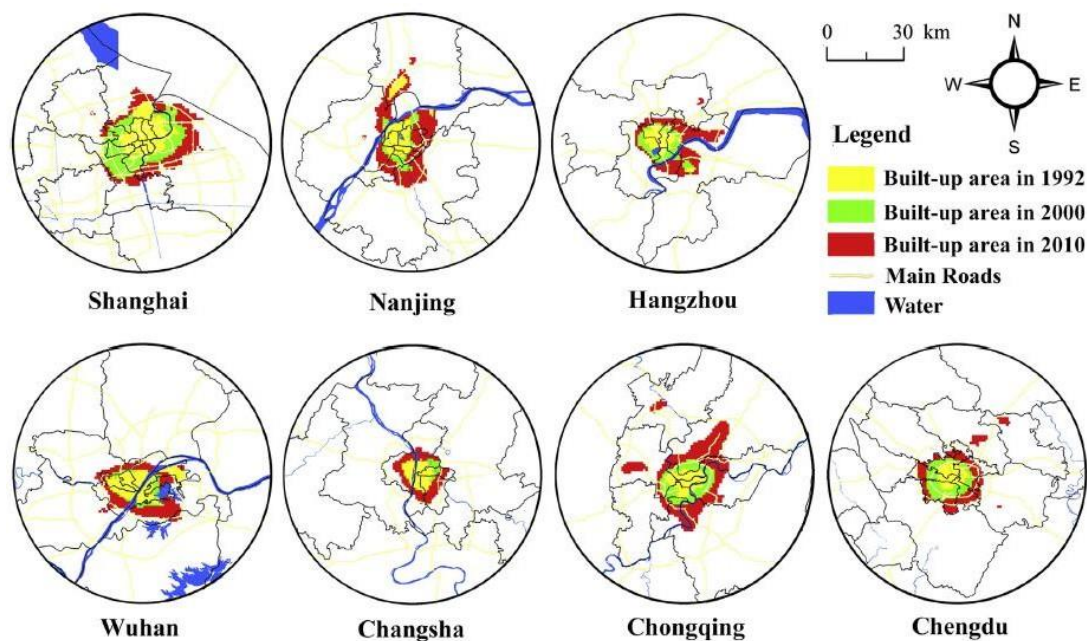 0 30 km
N
W E
S
Legend
Built-up area in 1992
Built-up area in 2000
Built-up area in 2010
Main Roads
Water
Shanghai Nanjing Hangzhou
Wuhan Changsha Chongqing Chengdu